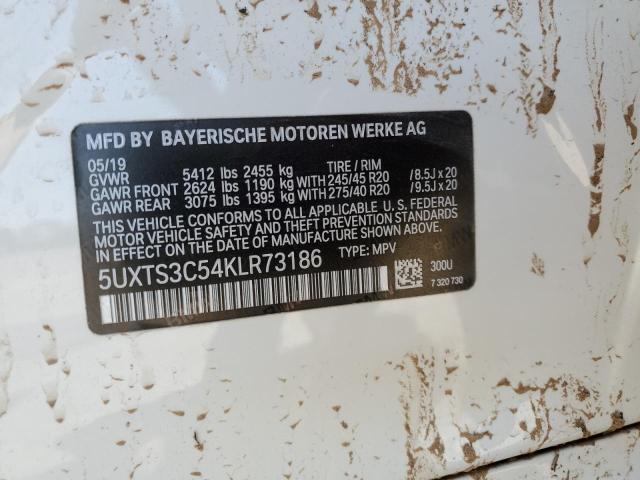 MFD BY BAYERISCHE MOTOREN WERKE AG
05/19
GVWR 5412 lbs 2455 kg TIRE / RIM
GAWR FRONT 2624 lbs 1190 kg WITH 245/45 R20 /8.5J x 20
GAWR REAR 3075 lbs 1395 kg WITH 275/40 R20 /9.5J x 20
THIS VEHICLE CONFORMS TO ALL APPLICABLE U. S. FEDERAL
MOTOR VEHICLE SAFETY AND THEFT PREVENTION STANDARDS
IN EFFECT ON THE DATE OF MANUFACTURE SHOWN ABOVE.
5UXTS3C54KLR73186 TYPE: MPV
300U
7 320 730